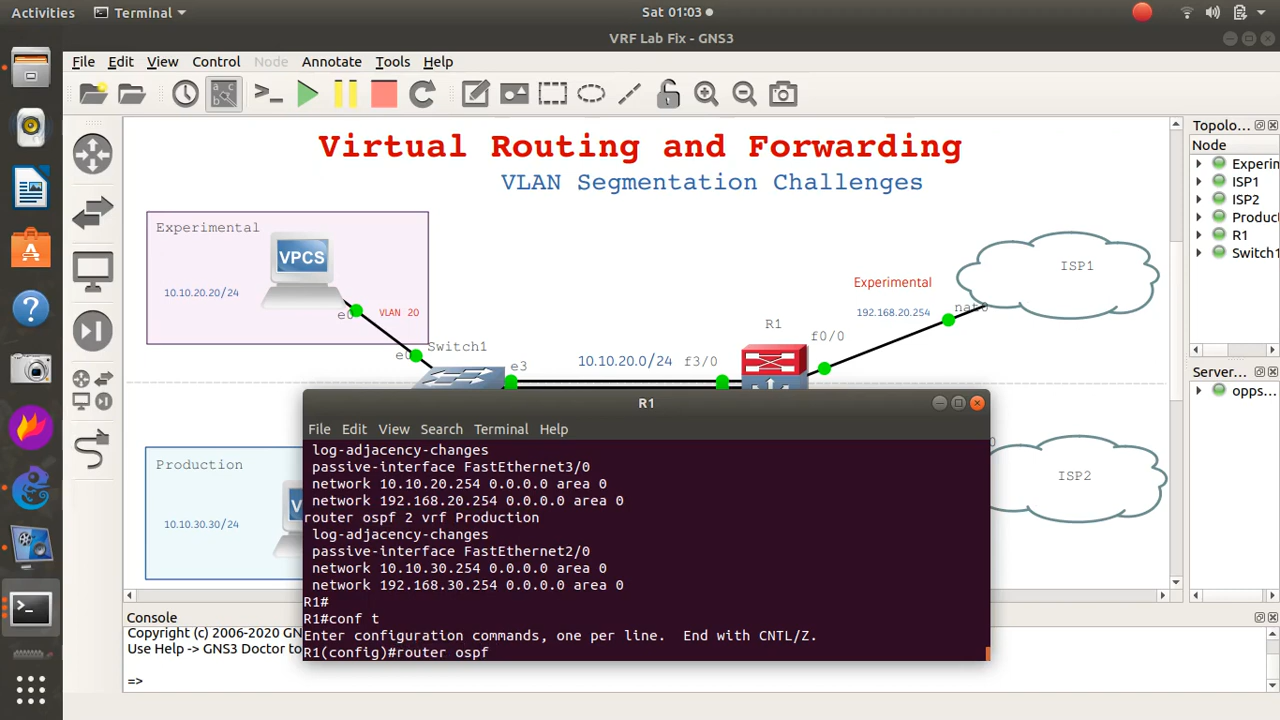 Activities
Terminal
Sat 01:03
VRF Lab Fix - GNS3
File Edit View Control Node Annotate Tools Help
Virtual Routing and Forwarding
VLAN Segmentation Challenges
Experimental
VPCS
10.10.20.20/24
e0
VLAN 20
e0
Switch1
e3
10.10.20.0/24
f3/0
R1
f0/0
Experimental
192.168.20.254
nat0
ISP1
Production
10.10.30.30/24
ISP2
Topolo...
Node
Experin
ISP1
ISP2
Produc
R1
Switch1
Server...
opps...
R1
File Edit View Search Terminal Help
log-adjacency-changes
passive-interface FastEthernet3/0
network 10.10.20.254 0.0.0.0 area 0
network 192.168.20.254 0.0.0.0 area 0
router ospf 2 vrf Production
log-adjacency-changes
passive-interface FastEthernet2/0
network 10.10.30.254 0.0.0.0 area 0
network 192.168.30.254 0.0.0.0 area 0
R1#
R1#conf t
Enter configuration commands, one per line.  End with CNTL/Z.
R1(config)#router ospf
Console
Copyright (c) 2006-2020 GN
Use Help -> GNS3 Doctor to
=>